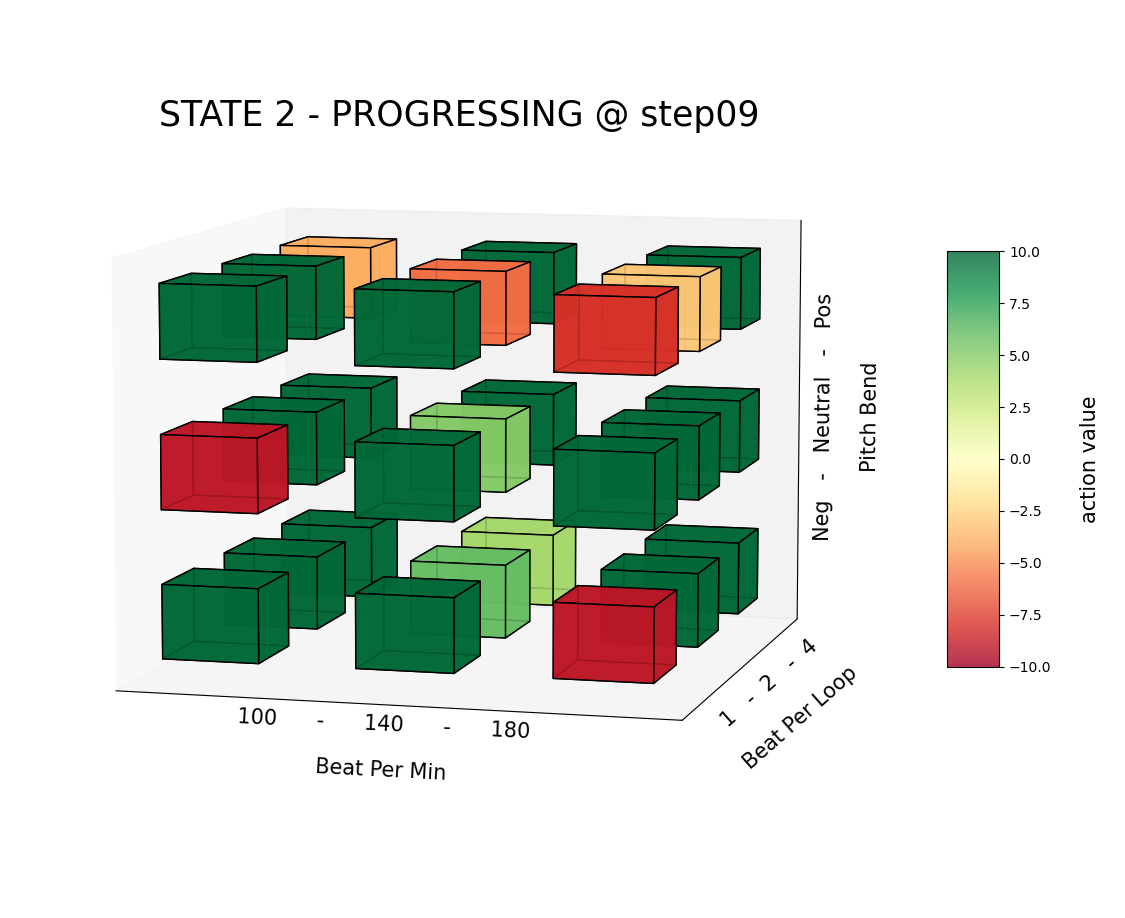 STATE 2 - PROGRESSING @ step09
Neg - Neutral - Pos
Pitch Bend
100 - 140 - 180
Beat Per Min
1 - 2 - 4
Beat Per Loop
10.0
7.5
5.0
2.5
0.0
−2.5
−5.0
−7.5
−10.0
action value